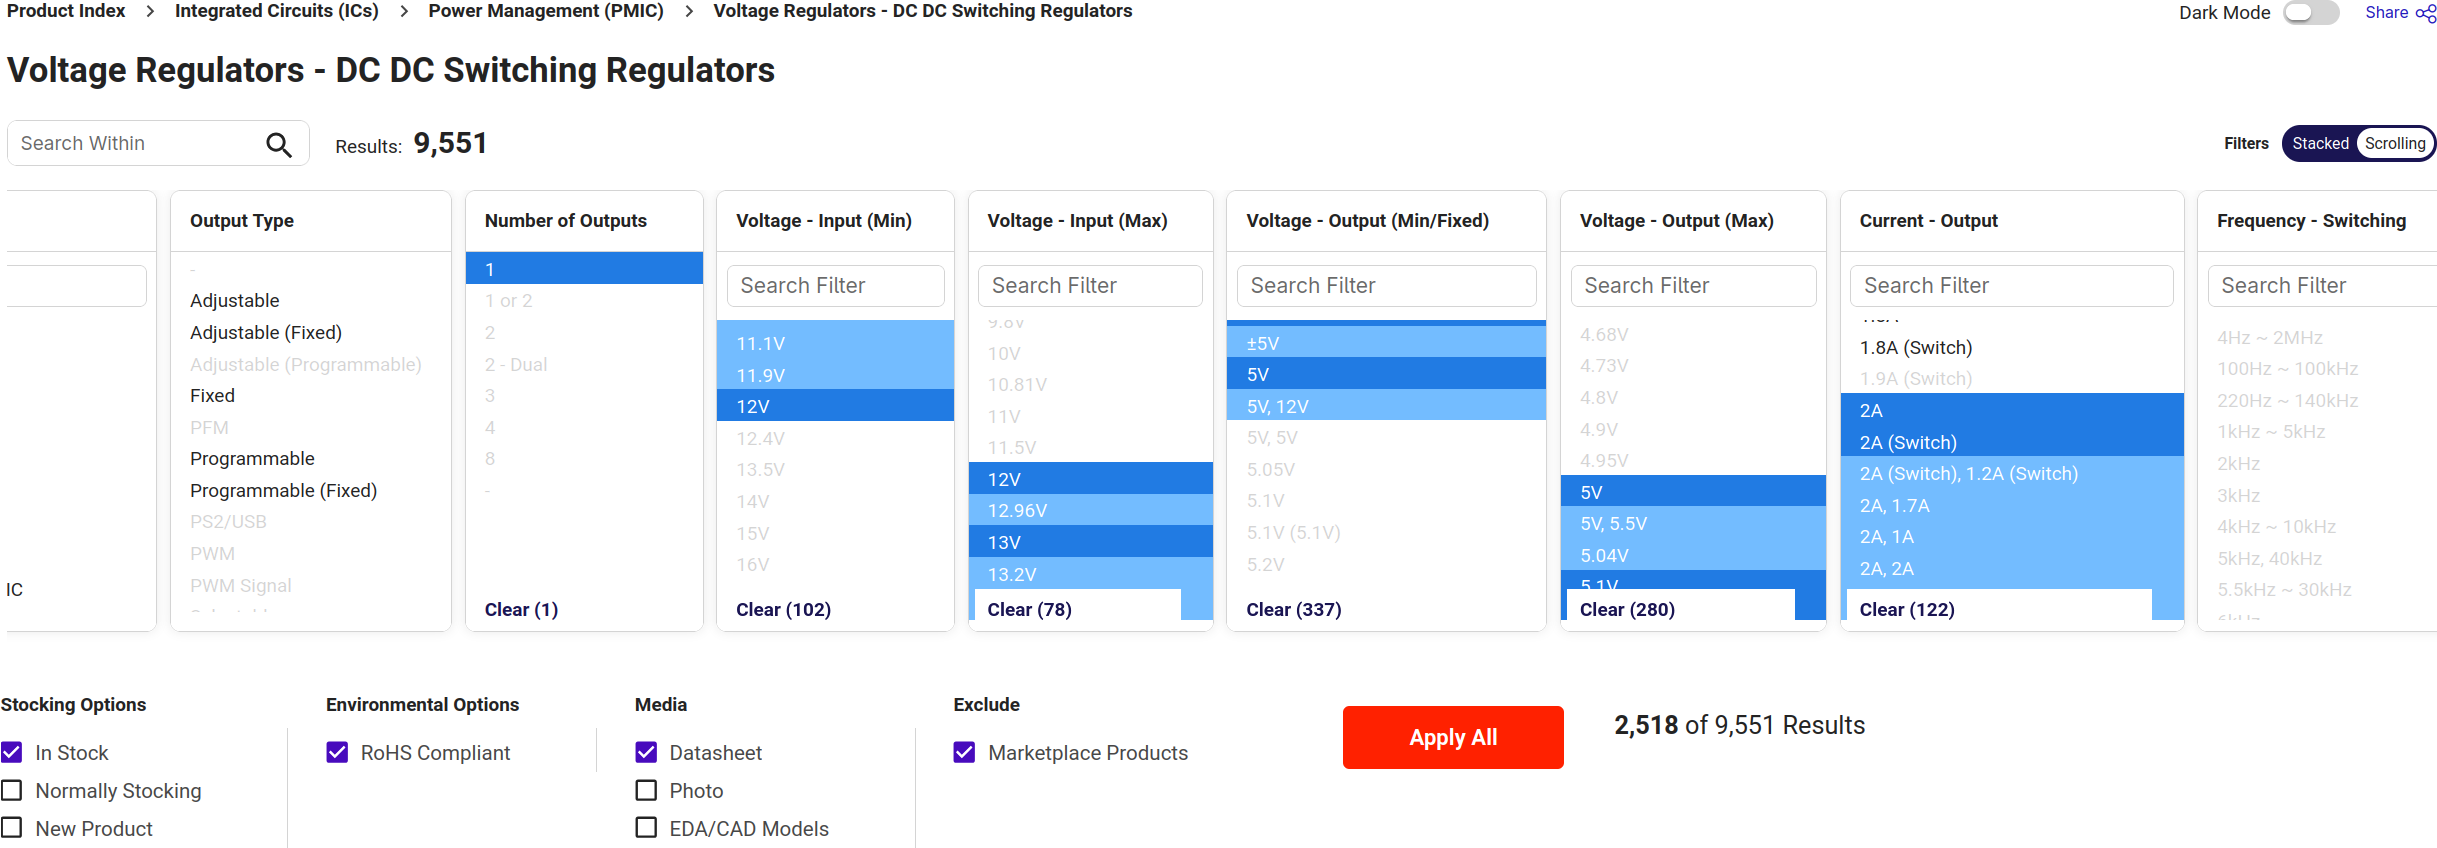 Product Index > Integrated Circuits (ICs) > Power Management (PMIC) > Voltage Regulators - DC DC Switching Regulators
Dark Mode
Share
Voltage Regulators - DC DC Switching Regulators
Search Within
Results: 9,551
Filters
Stacked
Scrolling
IC
Output Type
-
Adjustable
Adjustable (Fixed)
Adjustable (Programmable)
Fixed
PFM
Programmable
Programmable (Fixed)
PS2/USB
PWM
PWM Signal
Number of Outputs
1
1 or 2
2
2 - Dual
3
4
8
-
Clear (1)
Voltage - Input (Min)
Search Filter
11.1V
11.9V
12V
12.4V
13.5V
14V
15V
16V
Clear (102)
Voltage - Input (Max)
Search Filter
9.8V
10V
10.81V
11V
11.5V
12V
12.96V
13V
13.2V
Clear (78)
Voltage - Output (Min/Fixed)
Search Filter
±5V
5V
5V, 12V
5V, 5V
5.05V
5.1V
5.1V (5.1V)
5.2V
Clear (337)
Voltage - Output (Max)
Search Filter
4.68V
4.73V
4.8V
4.9V
4.95V
5V
5V, 5.5V
5.04V
5.1V
Clear (280)
Current - Output
Search Filter
1.8A (Switch)
1.9A (Switch)
2A
2A (Switch)
2A (Switch), 1.2A (Switch)
2A, 1.7A
2A, 1A
2A, 2A
Clear (122)
Frequency - Switching
Search Filter
4Hz ~ 2MHz
100Hz ~ 100kHz
220Hz ~ 140kHz
1kHz ~ 5kHz
2kHz
3kHz
4kHz ~ 10kHz
5kHz, 40kHz
5.5kHz ~ 30kHz
Stocking Options
In Stock
Normally Stocking
New Product
Environmental Options
RoHS Compliant
Media
Datasheet
Photo
EDA/CAD Models
Exclude
Marketplace Products
Apply All
2,518 of 9,551 Results